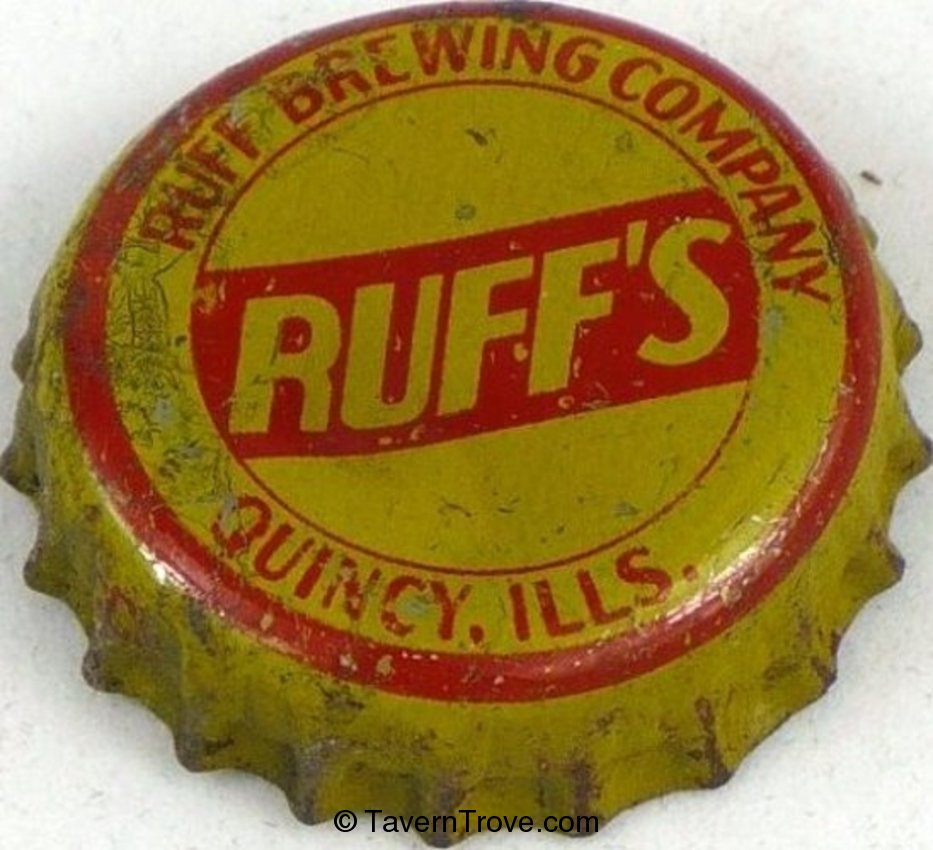 RUFF BREWING COMPANY
RUFF'S
QUINCY, ILLS.
© TavernTrove.com